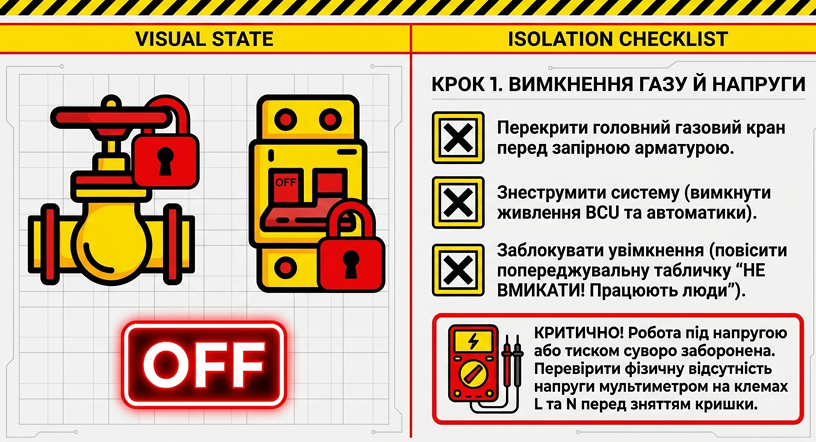 VISUAL STATE
ISOLATION CHECKLIST
OFF
OFF
КРОК 1. ВИМКНЕННЯ ГАЗУ Й НАПРУГИ
Перекрити головний газовий кран
перед запірною арматурою.
Знеструмити систему (вимкнути
живлення BCU та автоматики).
Заблокувати увімкнення (повісити
попереджувальну табличку “НЕ
ВМИКАТИ! Працюють люди”).
КРИТИЧНО! Робота під напругою
або тиском суворо заборонена.
Перевірити фізичну відсутність
напруги мультиметром на клемах
L та N перед зняттям кришки.